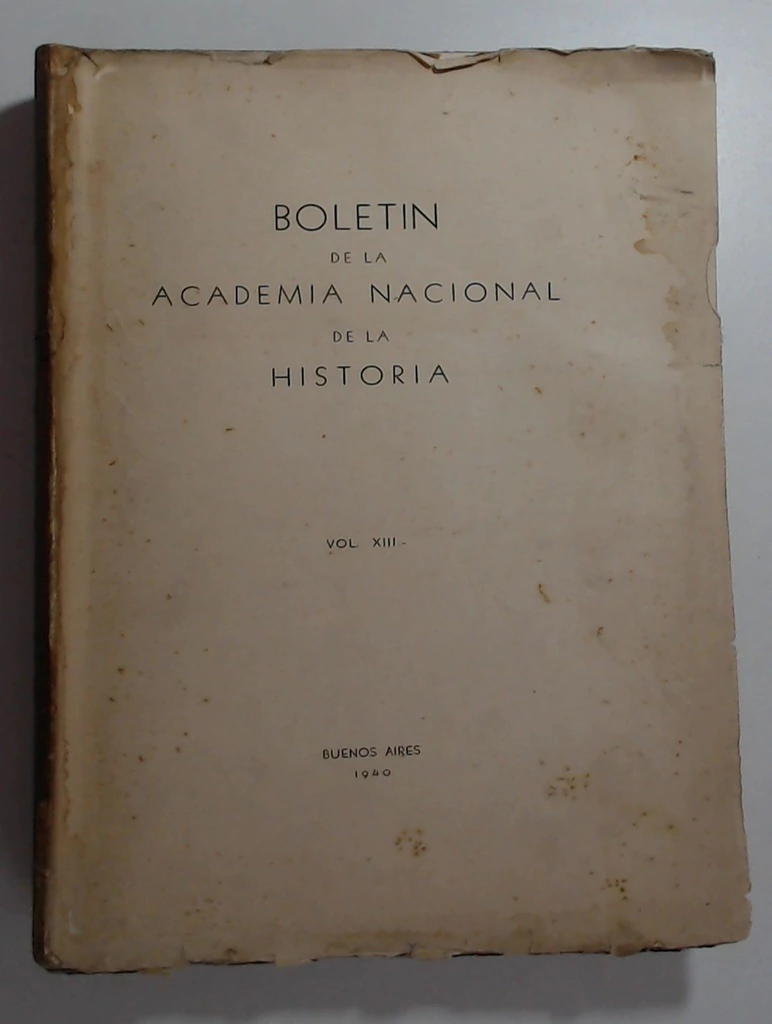 BOLETIN
DE LA
ACADEMIA NACIONAL
DE LA
HISTORIA
VOL. XIII
BUENOS AIRES
1940